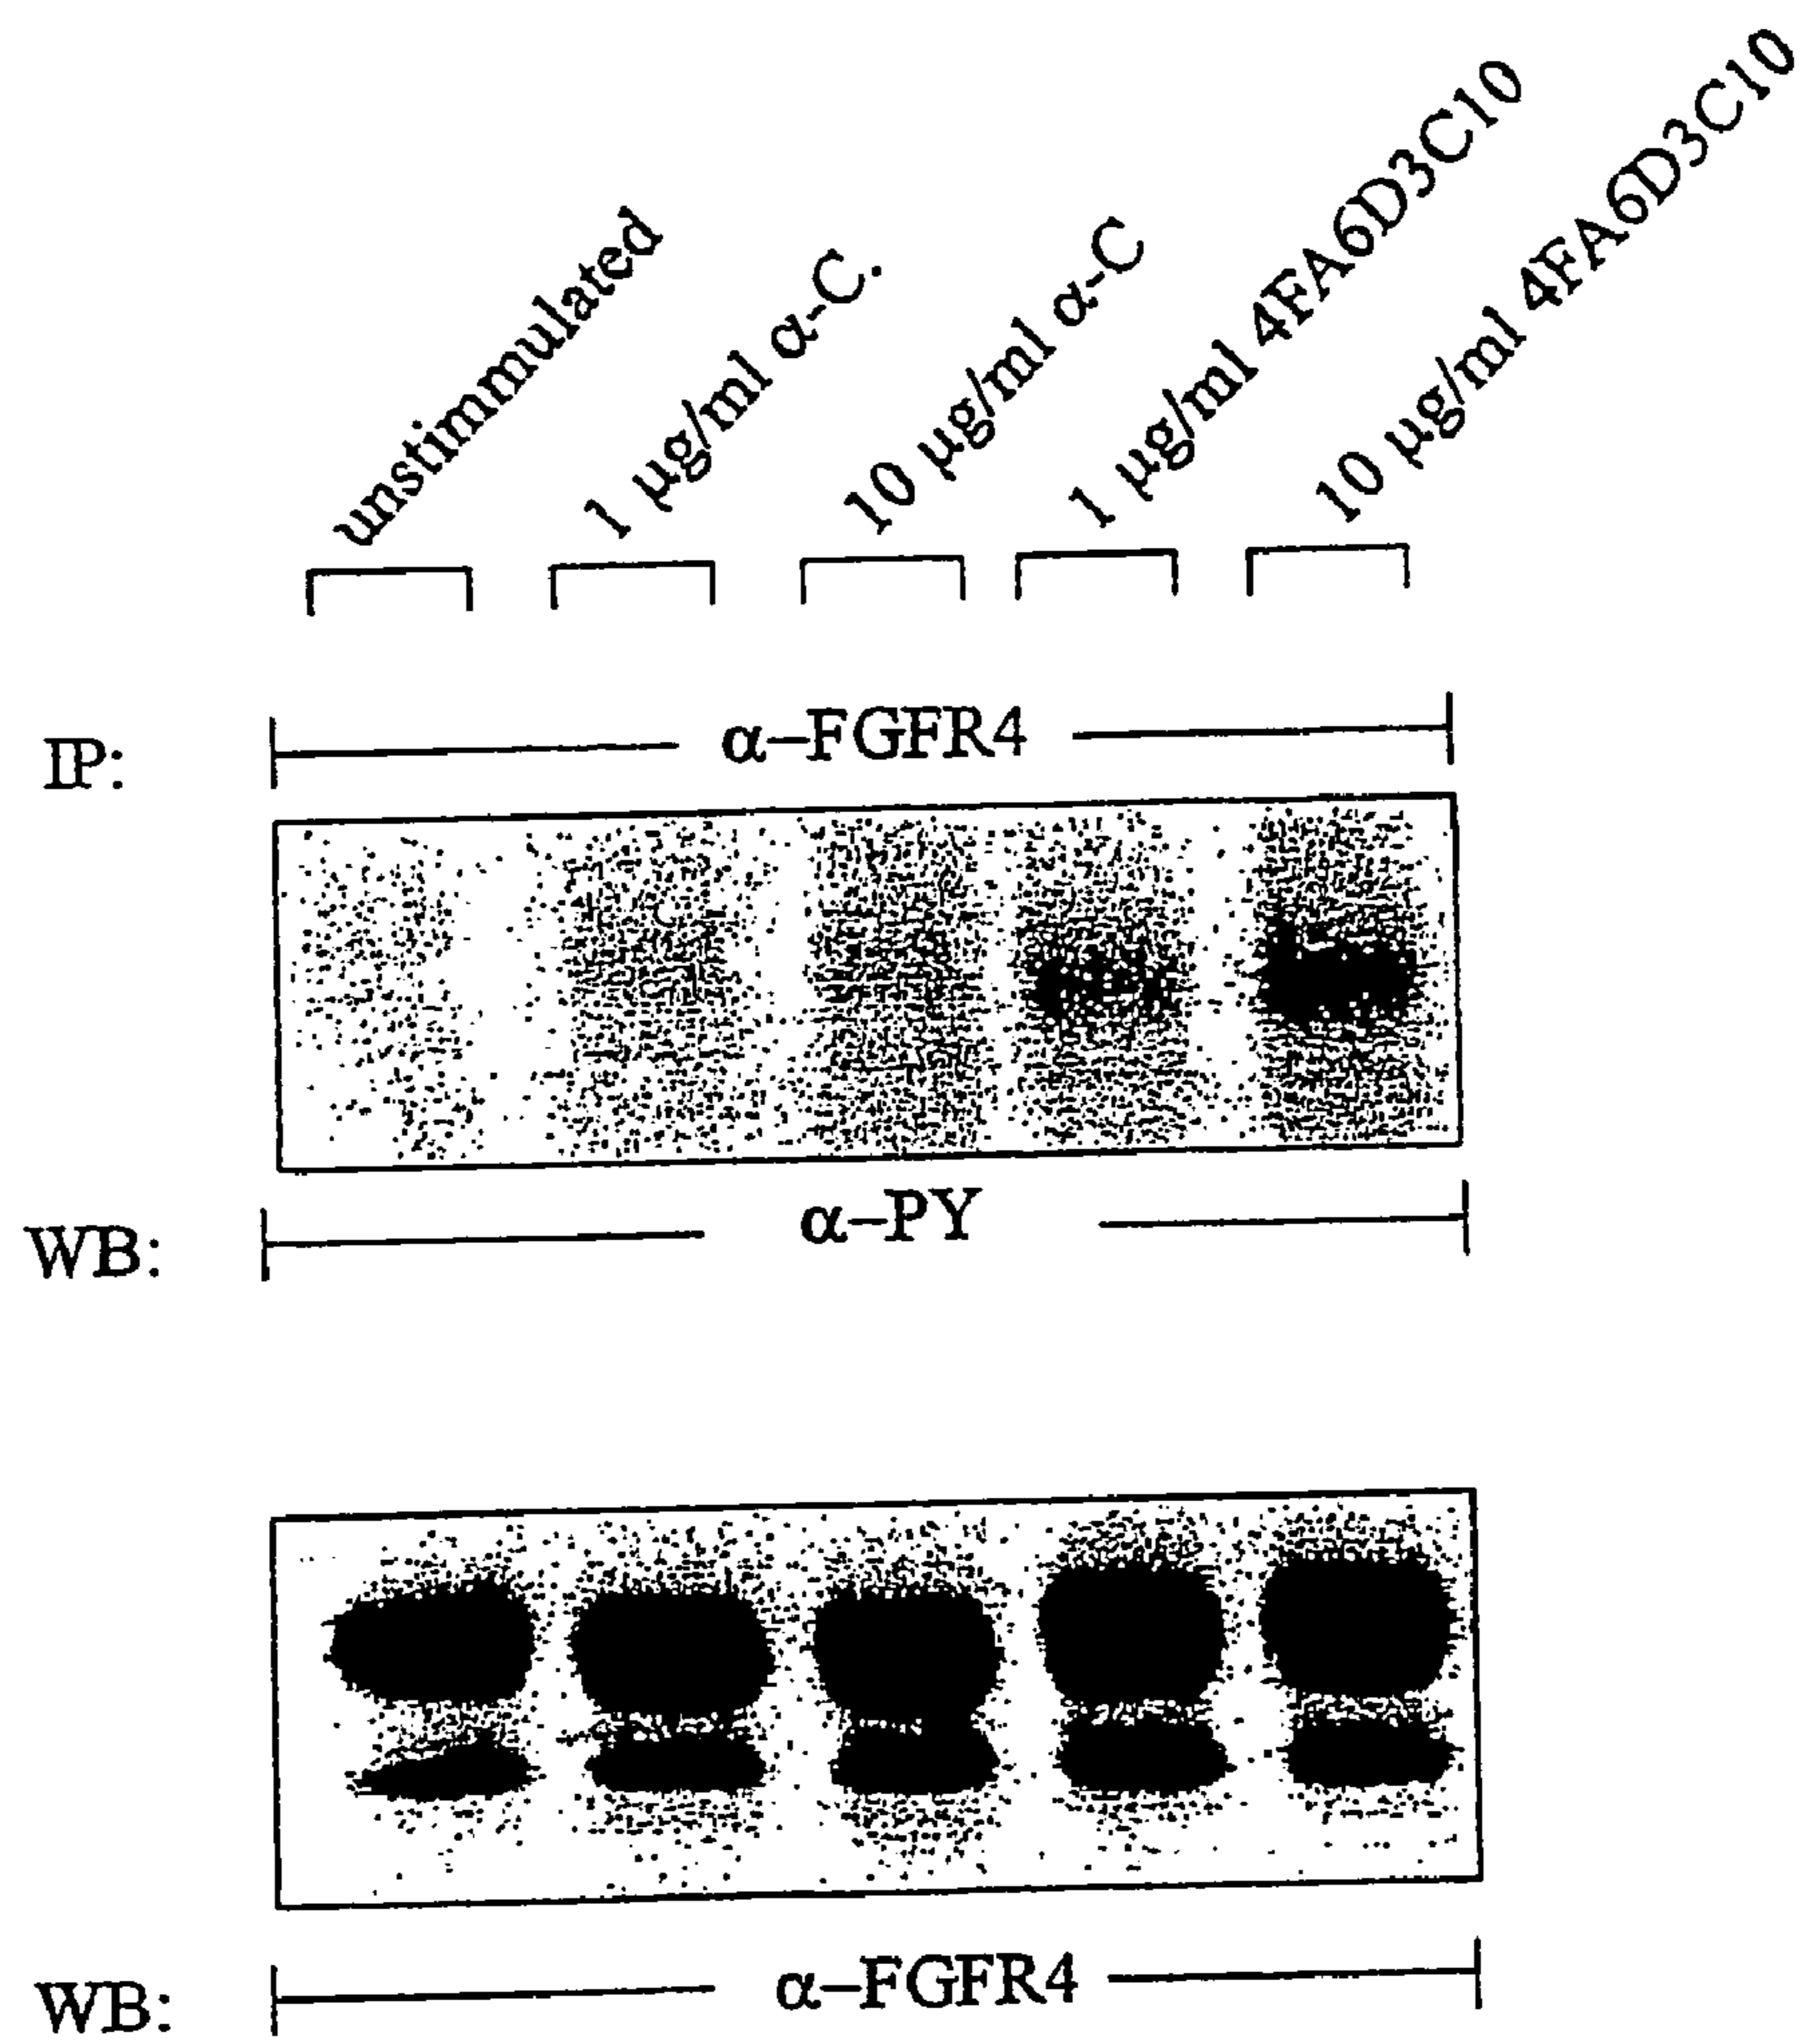 unstimmulated
1 µg/ml α-C.
10 µg/ml α-C
1 µg/ml 4FA6D3C10
10 µg/ml 4FA6D3C10
IP: α–FGFR4
WB: α–PY
WB: α–FGFR4